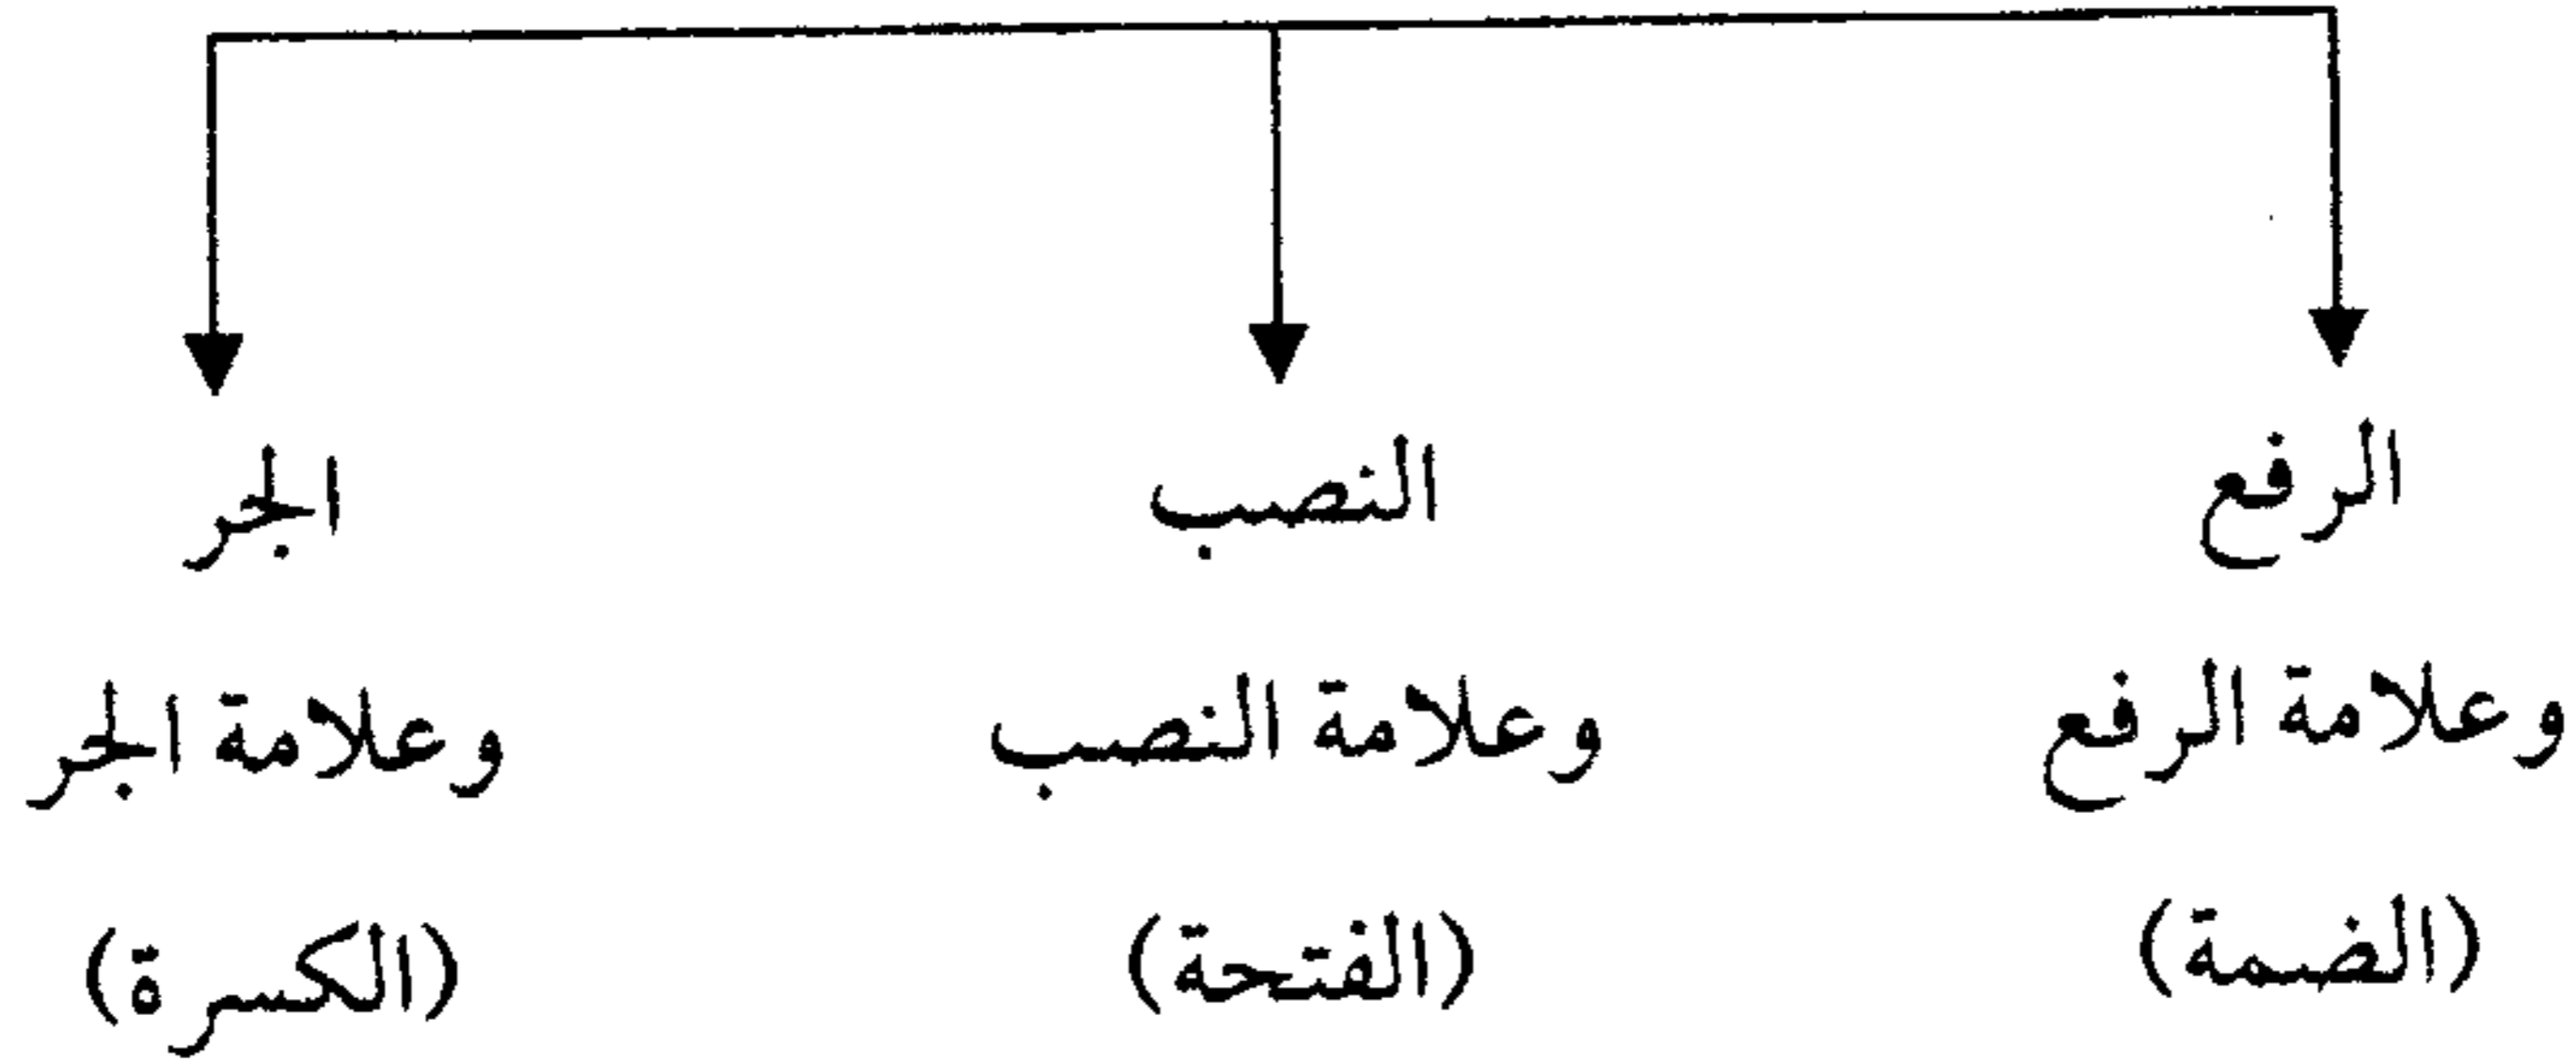 الرفع
النصب
الجر
وعلامة الرفع
وعلامة النصب
وعلامة الجر
(الضمة)
(الفتحة)
(الكسرة)